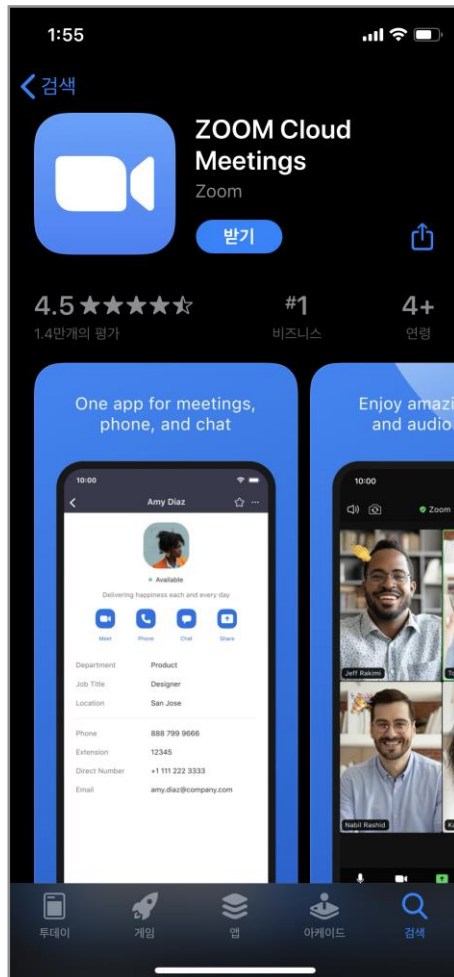 1:55
검색
ZOOM Cloud
Meetings
Zoom
받기
4.5 #1 4+
1.4만개의 평가 비즈니스 연령
One app for meetings,
phone, and chat
10:00
Amy Diaz
Available
Delivering happiness each and every day
Meet Phone Chat Share
Department Product
Job Title Designer
Location San Jose
Phone 888 799 9666
Extension 12345
Direct Number +1 111 222 3333
Email amy.diaz@company.com
Enjoy amazi
and audio
10:00
Zoom
Jeff Rakimi
To
Nabil Rashid
Ka
투데이 게임 앱 아케이드 검색